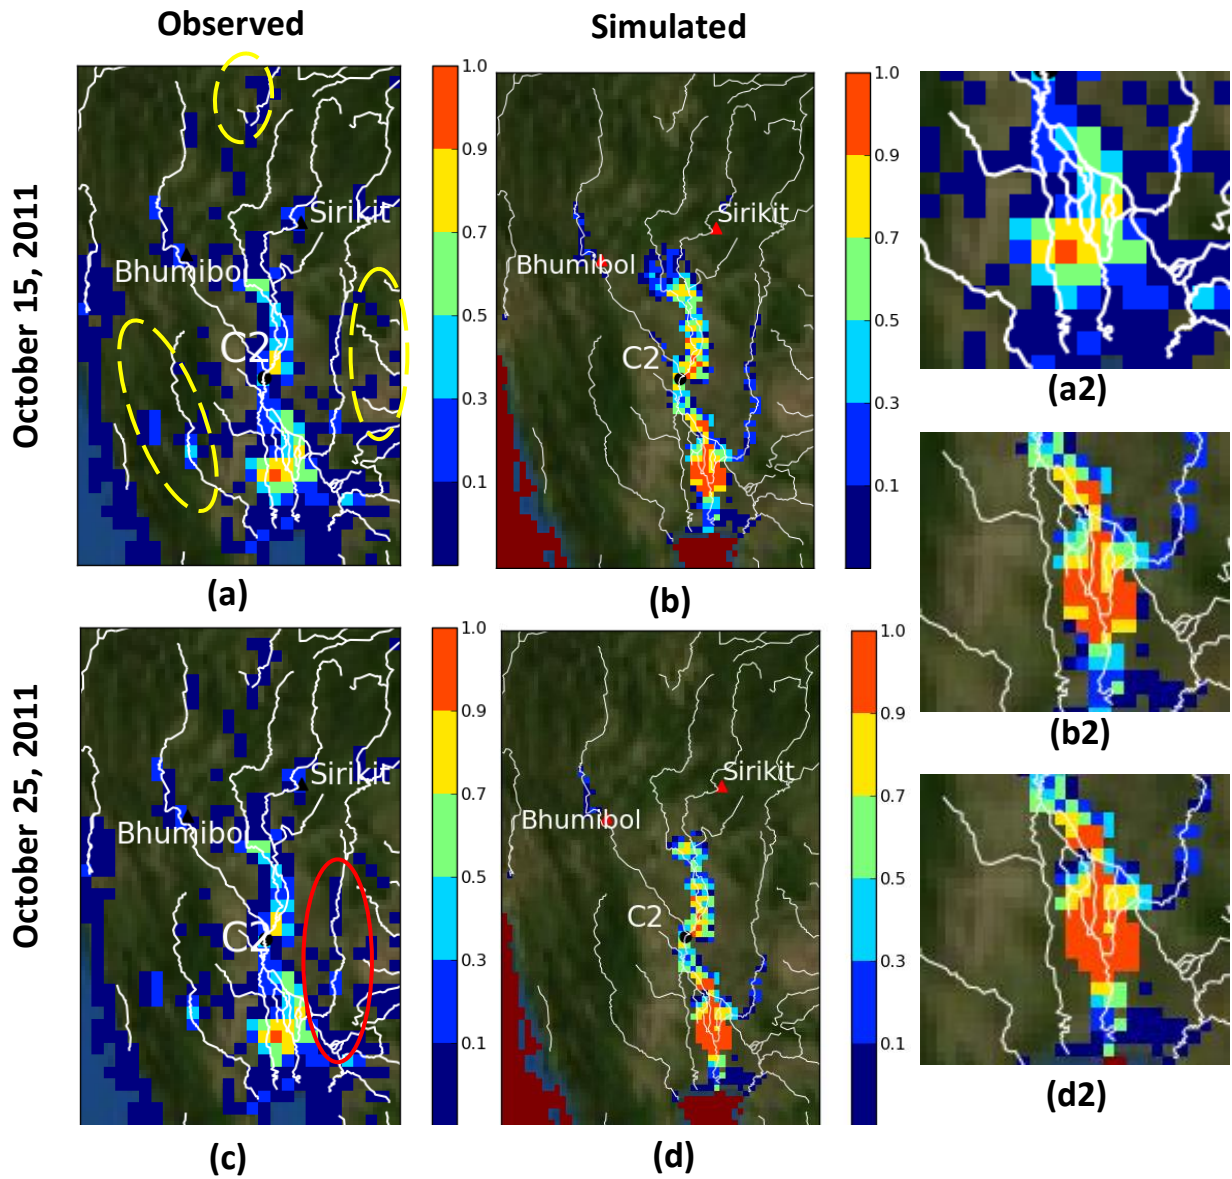 Observed
Simulated
October 15, 2011
Sirikit
Bhumibol
C2
1.0
0.9
0.7
0.5
0.3
0.1
(a)
Sirikit
Bhumibol
C2
1.0
0.9
0.7
0.5
0.3
0.1
(b)
(a2)
(b2)
October 25, 2011
Sirikit
Bhumibol
C2
1.0
0.9
0.7
0.5
0.3
0.1
(c)
Sirikit
Bhumibol
C2
1.0
0.9
0.7
0.5
0.3
0.1
(d)
(d2)